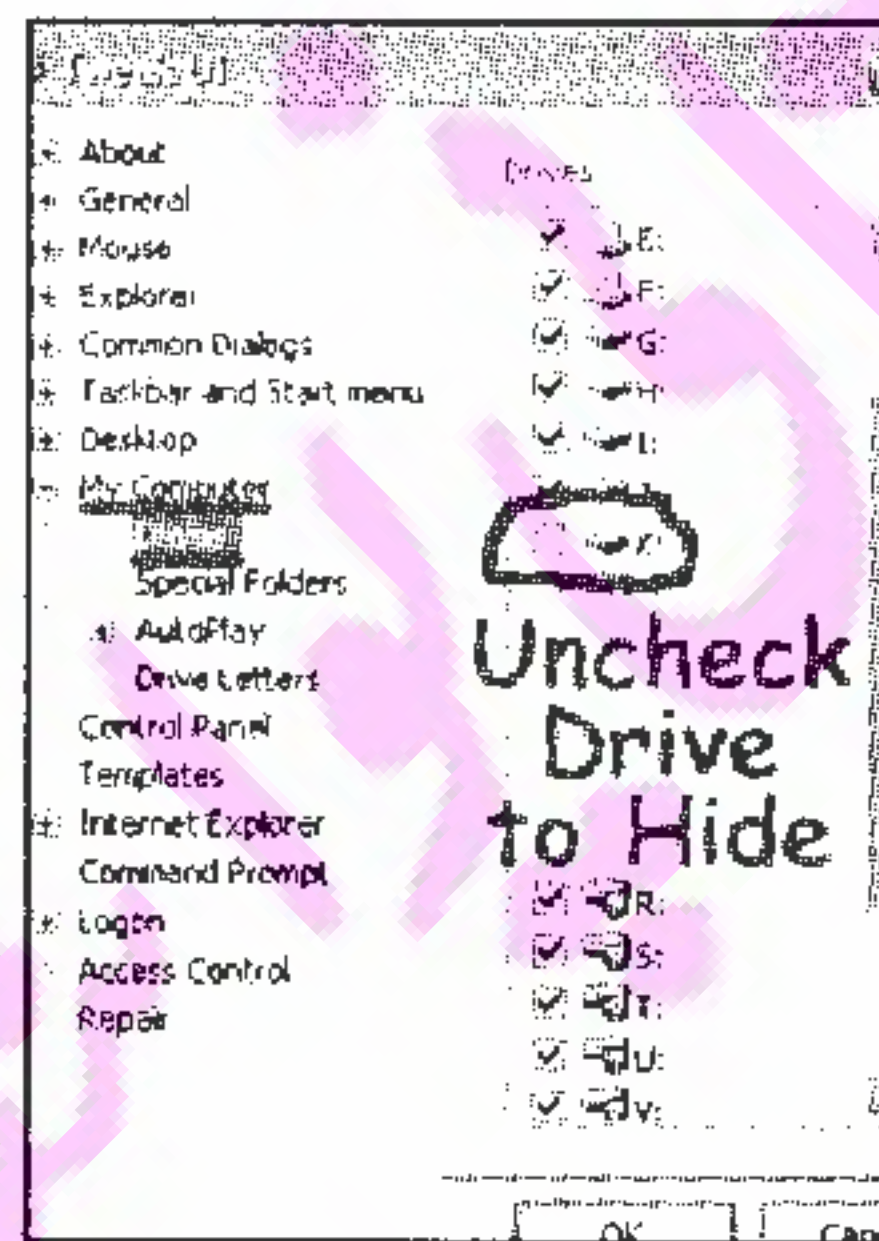 About
General
Mouse
Explorer
Common Dialogs
Taskbar and Start menu
Desktop
My Computer
Special Folders
AutoPlay
Drive Letters
Control Panel
Templates
Internet Explorer
Command Prompt
Logon
Access Control
Repair
Drives
E:
F:
G:
H:
I:
Uncheck
Drive
to Hide
R:
S:
T:
U:
V:
OK